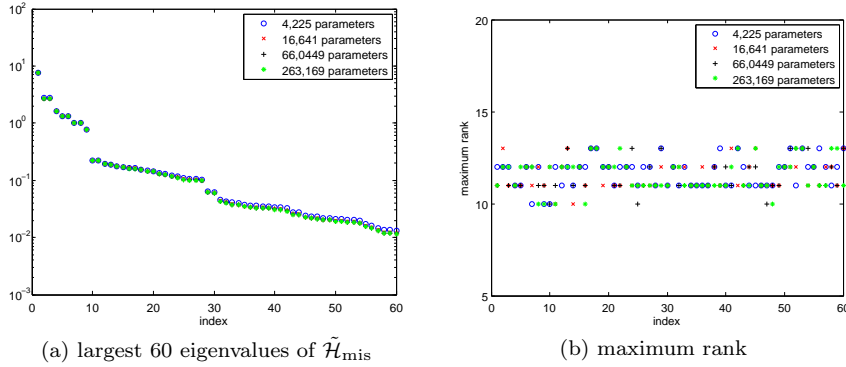 10^2
10^1
10^0
10^-1
10^-2
10^-3
0 10 20 30 40 50 60
index
4,225 parameters
16,641 parameters
66,0449 parameters
263,169 parameters
(a) largest 60 eigenvalues of $\tilde{\mathcal{H}}_{\text{mis}}$
20
15
10
5
maximum rank
0 10 20 30 40 50 60
index
4,225 parameters
16,641 parameters
66,0449 parameters
263,169 parameters
(b) maximum rank